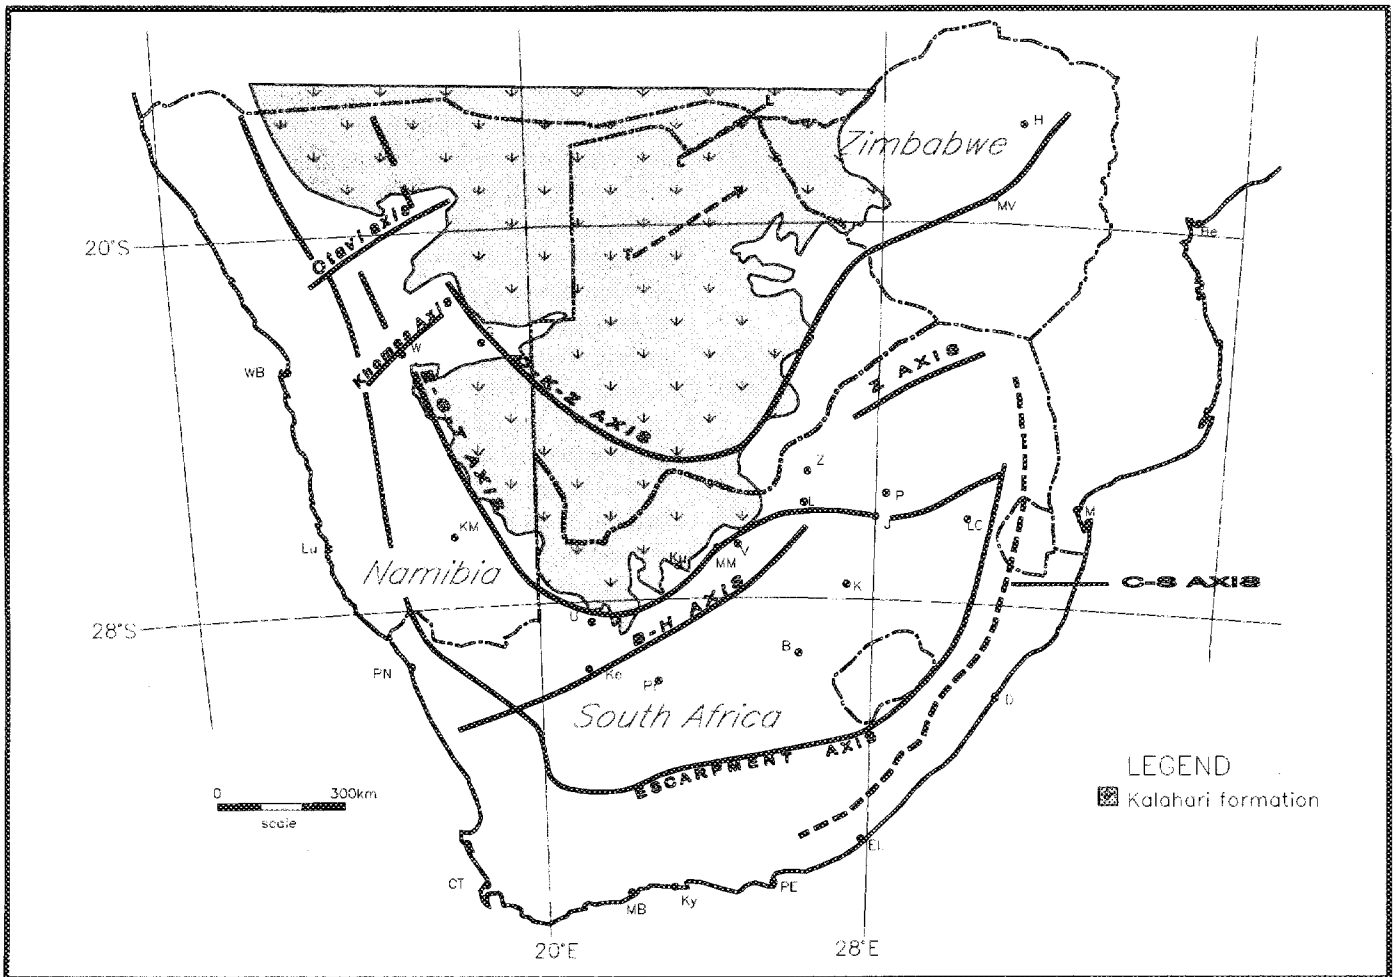 L
H
Zimbabwe
MV
Otavi axis
20°S
T
Be
Khomas Axis
W
WB
K-Z AXIS
Z AXIS
E-G-T AXIS
Z
P
L
J
LC
M
KM
V
Lu
Ku
MM
Namibia
K
C-S AXIS
28°S
U
G-H AXIS
B
PN
Ke
Pr
South Africa
D
ESCARPMENT AXIS
LEGEND
Kalahari formation
0 300km
scale
EL
CT
MB
Ky
PE
20°E
28°E